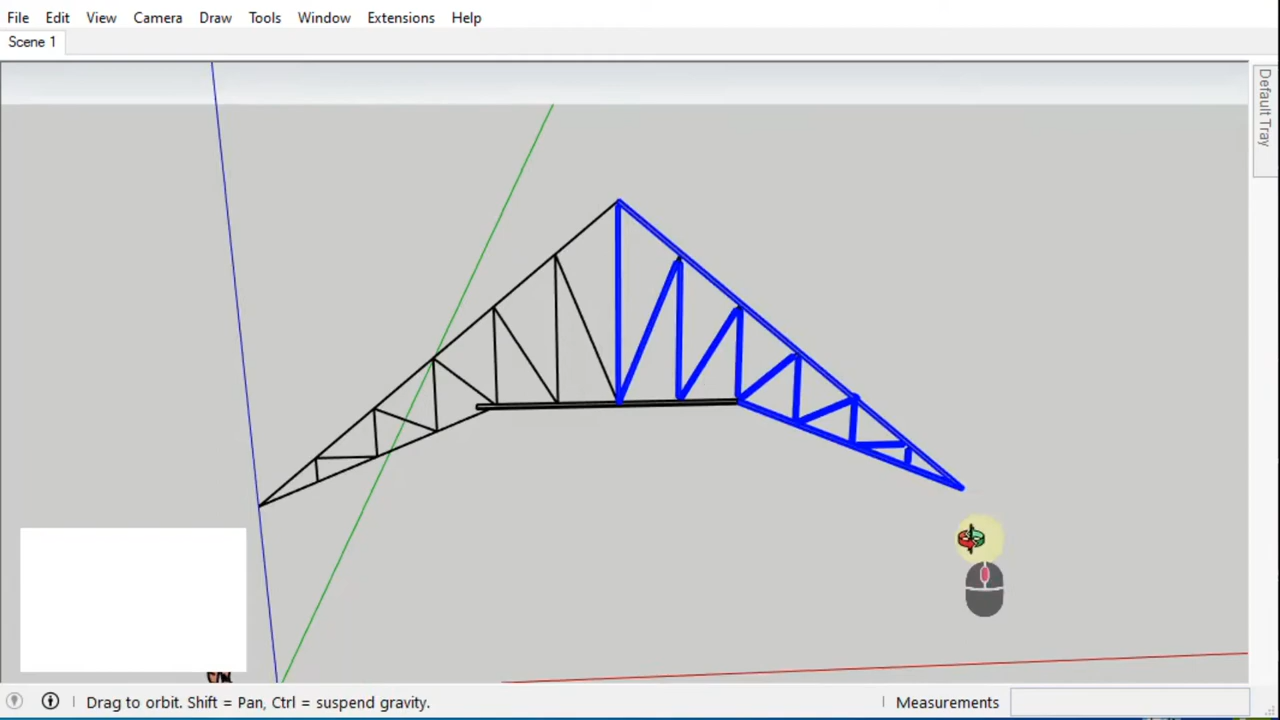 File Edit View Camera Draw Tools Window Extensions Help
Scene 1
Default Tray
Drag to orbit. Shift = Pan, Ctrl = suspend gravity.
Measurements